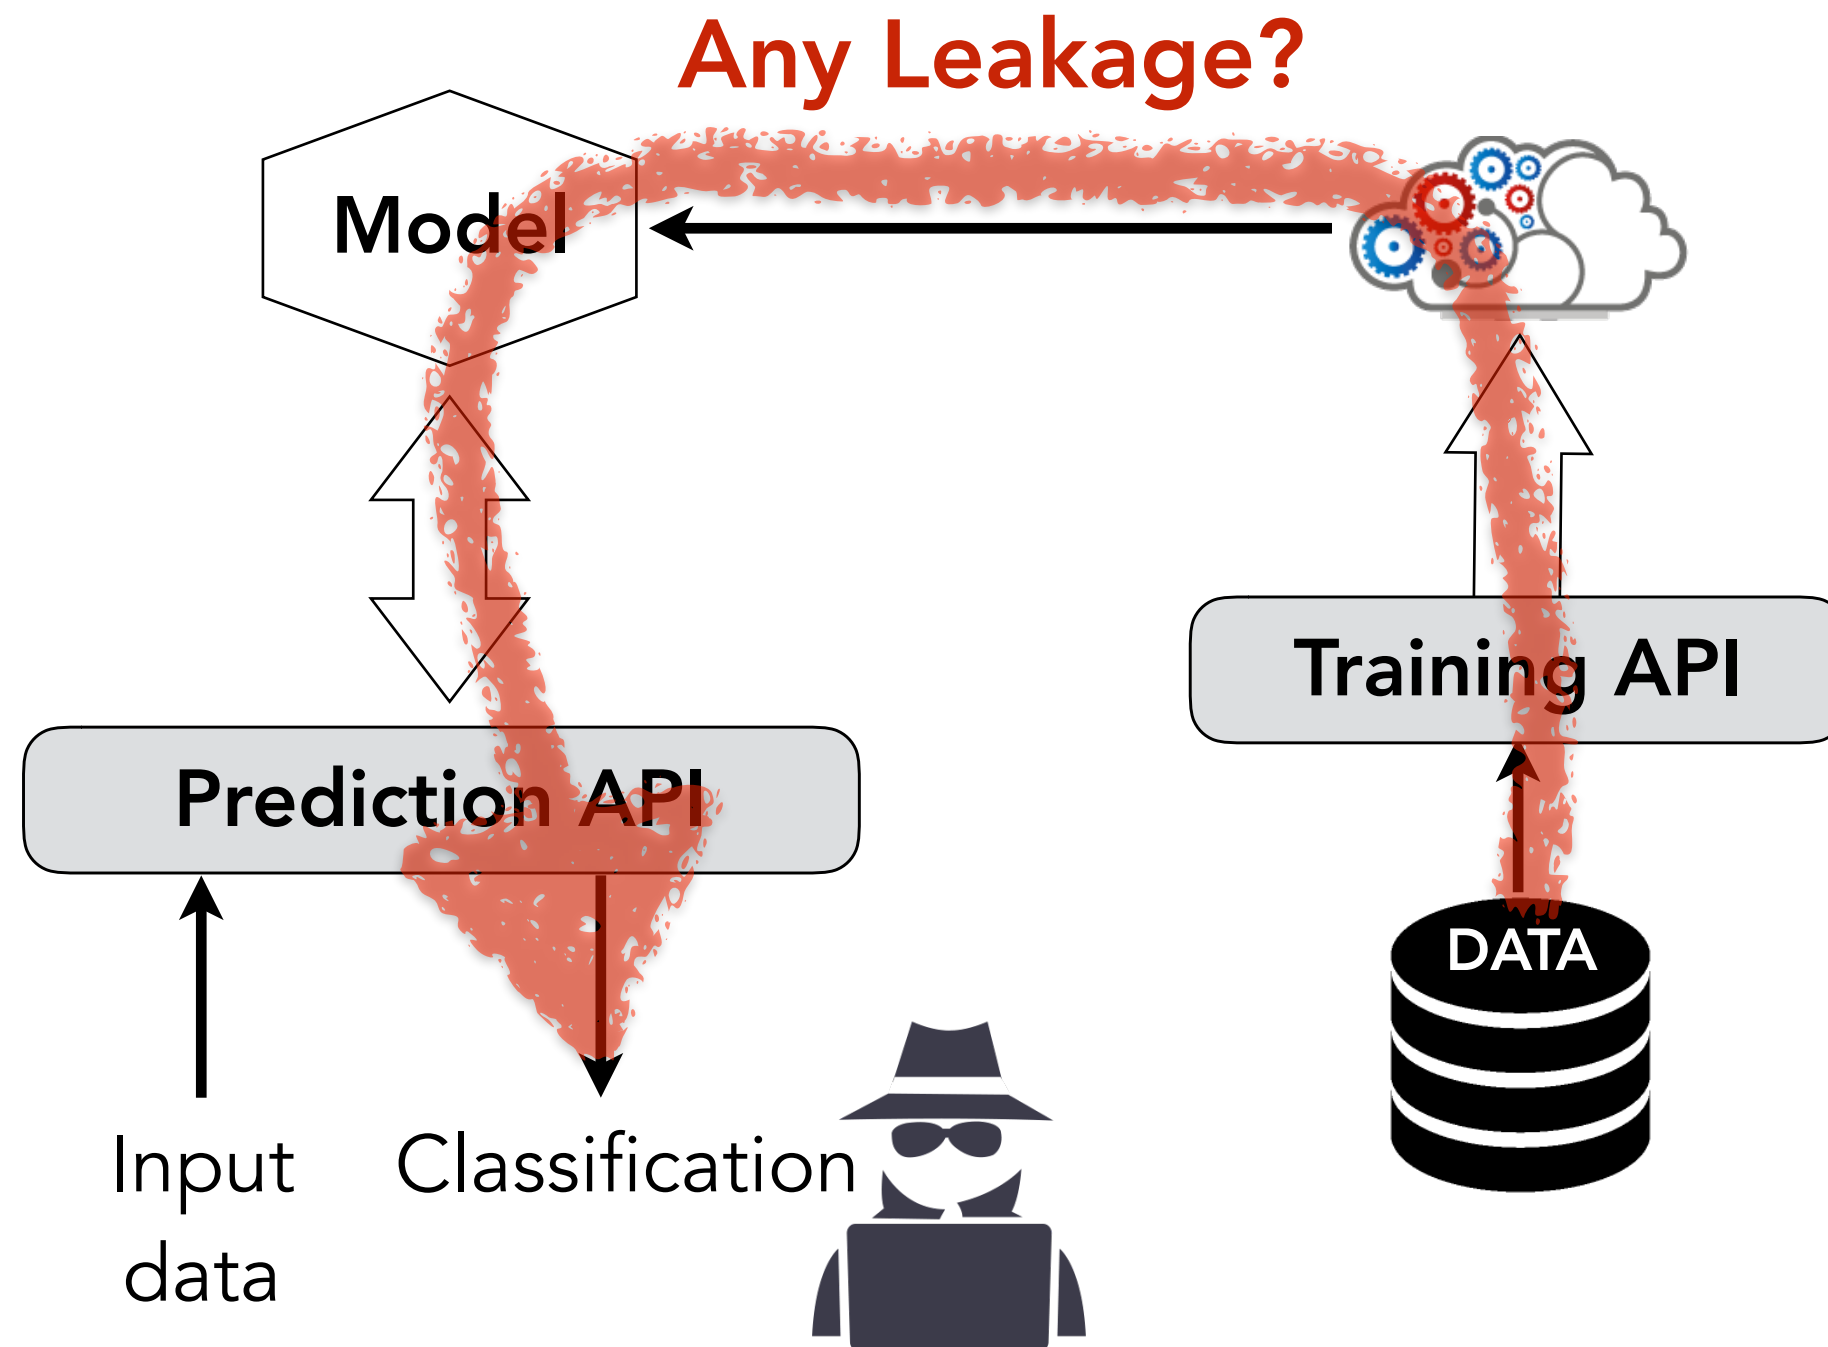 Any Leakage?
Model
Training API
Prediction API
DATA
Input
data
Classification